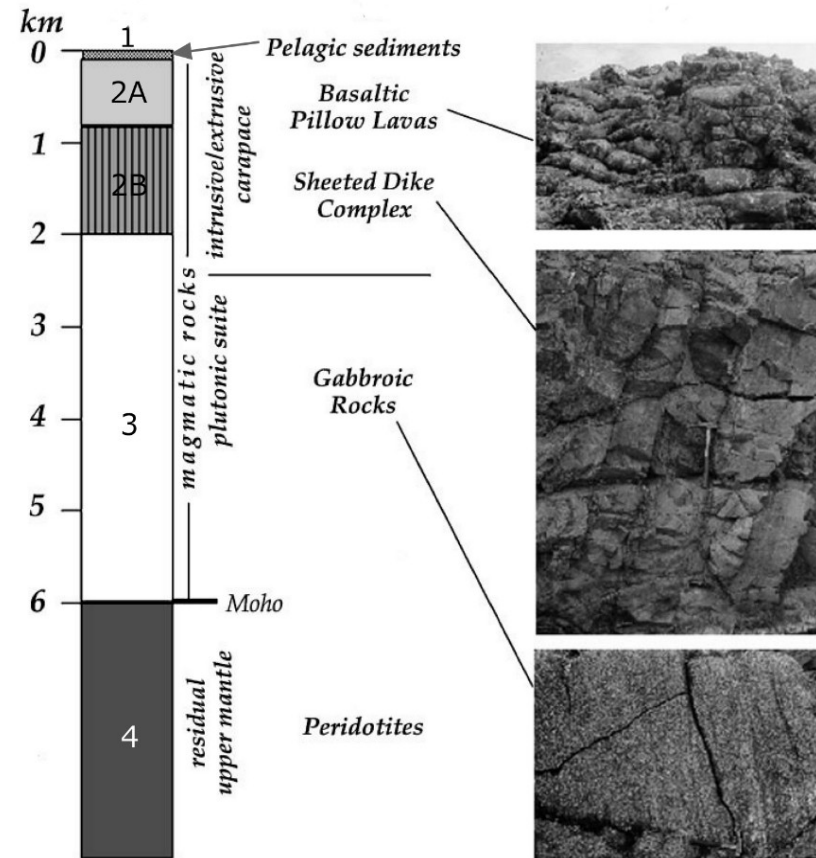 km
0
1
2
3
4
5
6
1
2A
2B
3
4
Pelagic sediments
Basaltic
Pillow Lavas
Sheeted Dike
Complex
intrusive/extrusive
carapace
magmatic rocks
plutonic suite
Gabbroic
Rocks
Moho
residual
upper mantle
Peridotites